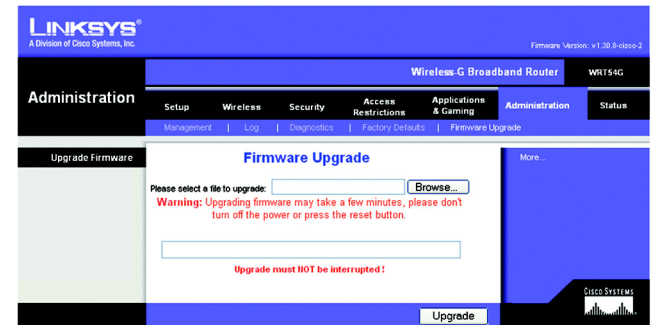 LINKSYS®
A Division of Cisco Systems, Inc.
Firmware Version: v1.30.8-cisco-2
Wireless-G Broadband Router
WRT54G
Administration
Setup
Wireless
Security
Access Restrictions
Applications & Gaming
Administration
Status
Management | Log | Diagnostics | Factory Defaults | Firmware Upgrade
Upgrade Firmware
Firmware Upgrade
More...
Please select a file to upgrade:
Browse...
Warning: Upgrading firmware may take a few minutes, please don't
turn off the power or press the reset button.
Upgrade must NOT be interrupted !
CISCO SYSTEMS
Upgrade